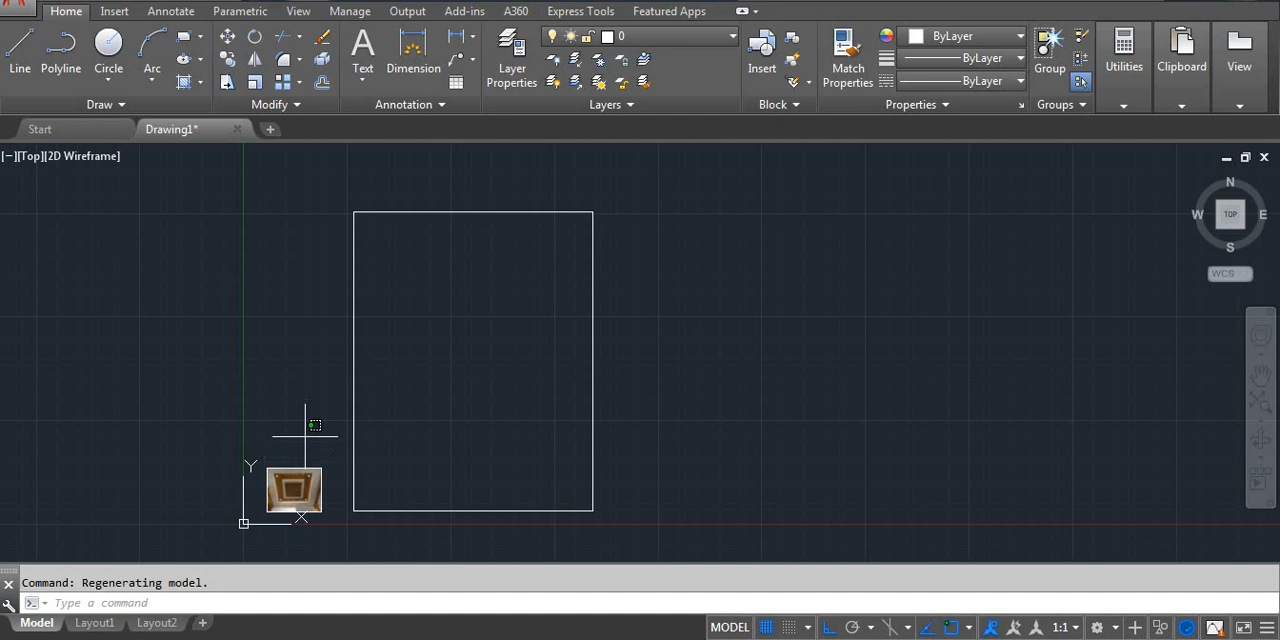 Home Insert Annotate Parametric View Manage Output Add-ins A360 Express Tools Featured Apps
Line Polyline Circle Arc Text Dimension Layer Properties 0 Insert Match Properties ByLayer ByLayer ByLayer Group Utilities Clipboard View
Draw Modify Annotation Layers Block Properties Groups
Start Drawing1*
[−][Top][2D Wireframe]
N
W TOP E
S
WCS
Y
X
Command: Regenerating model.
Type a command
Model Layout1 Layout2 MODEL 1:1